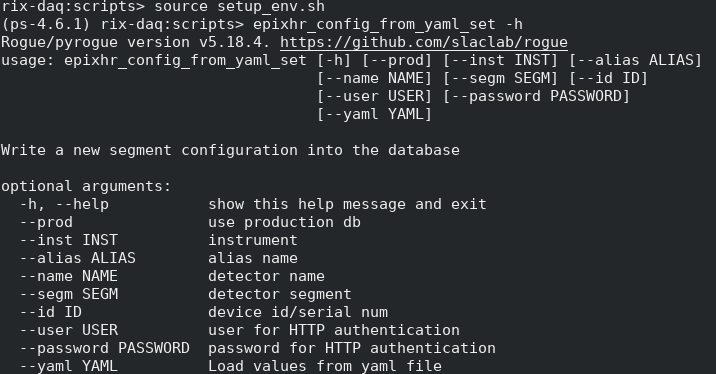 rix-daq:scripts> source setup_env.sh
(ps-4.6.1) rix-daq:scripts> epixhr_config_from_yaml_set -h
Rogue/pyrogue version v5.18.4. https://github.com/slaclab/rogue
usage: epixhr_config_from_yaml_set [-h] [--prod] [--inst INST] [--alias ALIAS]
                                   [--name NAME] [--segm SEGM] [--id ID]
                                   [--user USER] [--password PASSWORD]
                                   [--yaml YAML]

Write a new segment configuration into the database

optional arguments:
  -h, --help           show this help message and exit
  --prod               use production db
  --inst INST          instrument
  --alias ALIAS        alias name
  --name NAME          detector name
  --segm SEGM          detector segment
  --id ID              device id/serial num
  --user USER          user for HTTP authentication
  --password PASSWORD  password for HTTP authentication
  --yaml YAML          Load values from yaml file